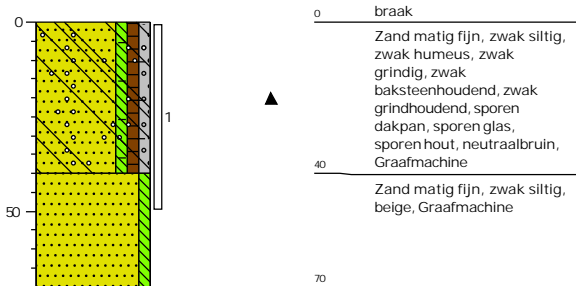 0
50
1
0
braak
Zand matig fijn, zwak siltig,
zwak humeus, zwak
grindig, zwak
baksteenhoudend, zwak
grindhoudend, sporen
dakpan, sporen glas,
sporen hout, neutraalbruin,
Graafmachine
40
Zand matig fijn, zwak siltig,
beige, Graafmachine
70